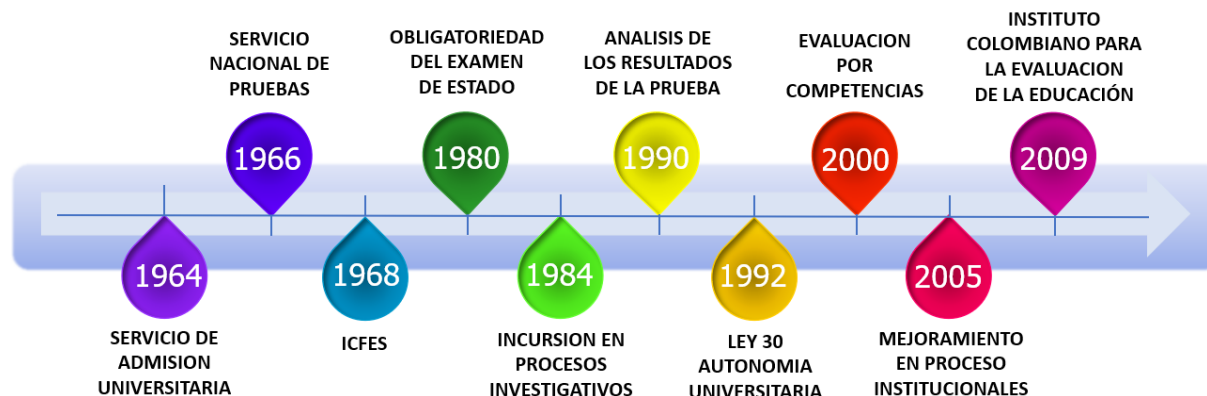 SERVICIO
NACIONAL DE
PRUEBAS
OBLIGATORIEDAD
DEL EXAMEN
DE ESTADO
ANALISIS DE
LOS RESULTADOS
DE LA PRUEBA
EVALUACION
POR
COMPETENCIAS
INSTITUTO
COLOMBIANO PARA
LA EVALUACION
DE LA EDUCACIÓN
1966
1980
1990
2000
2009
1964
1968
1984
1992
2005
SERVICIO DE
ADMISION
UNIVERSITARIA
ICFES
INCURSION EN
PROCESOS
INVESTIGATIVOS
LEY 30
AUTONOMIA
UNIVERSITARIA
MEJORAMIENTO
EN PROCESO
INSTITUCIONALES